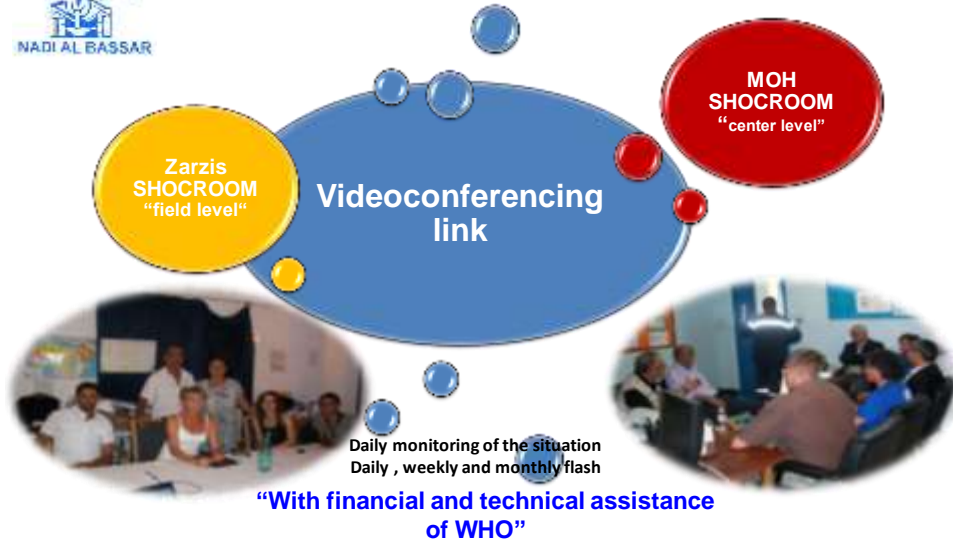 NADI AL BASSAR
MOH
SHOCROOM
“center level”
Zarzis
SHOCROOM
“field level“
Videoconferencing
link
Daily monitoring of the situation
Daily , weekly and monthly flash
“With financial and technical assistance
of WHO”